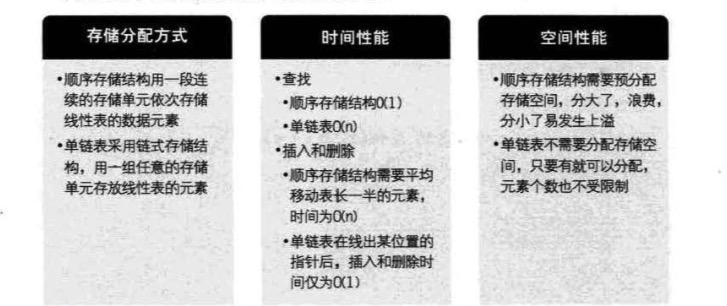 存储分配方式
•顺序存储结构用一段连
续的存储单元依次存储
线性表的数据元素
•单链表采用链式存储结
构，用一组任意的存储
单元存放线性表的元素
时间性能
•查找
•顺序存储结构O(1)
•单链表O(n)
•插入和删除
•顺序存储结构需要平均
移动表长一半的元素，
时间为O(n)
•单链表在线出某位置的
指针后，插入和删除时
间仅为O(1)
空间性能
•顺序存储结构需要预分配
存储空间，分大了，浪费，
分小了易发生上溢
•单链表不需要分配存储空
间，只要有就可以分配，
元素个数也不受限制